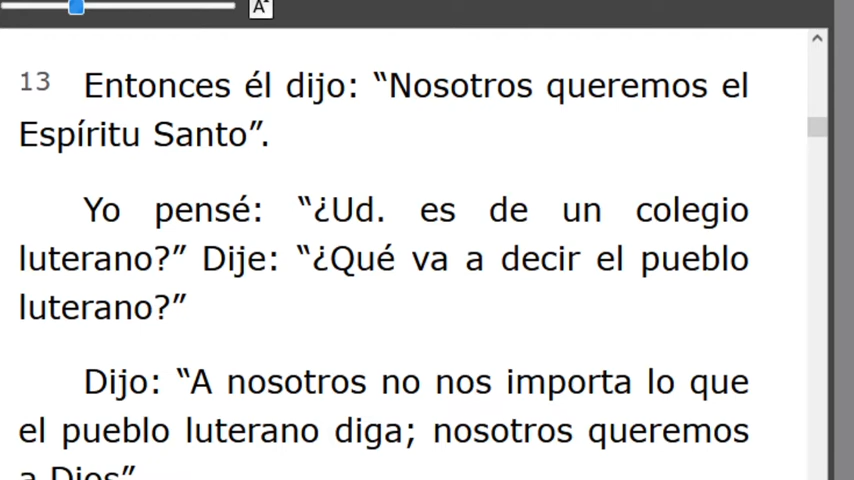 A
13 Entonces él dijo: “Nosotros queremos el
Espíritu Santo”.
Yo pensé: “¿Ud. es de un colegio
luterano?” Dije: “¿Qué va a decir el pueblo
luterano?”
Dijo: “A nosotros no nos importa lo que
el pueblo luterano diga; nosotros queremos
a Dios”